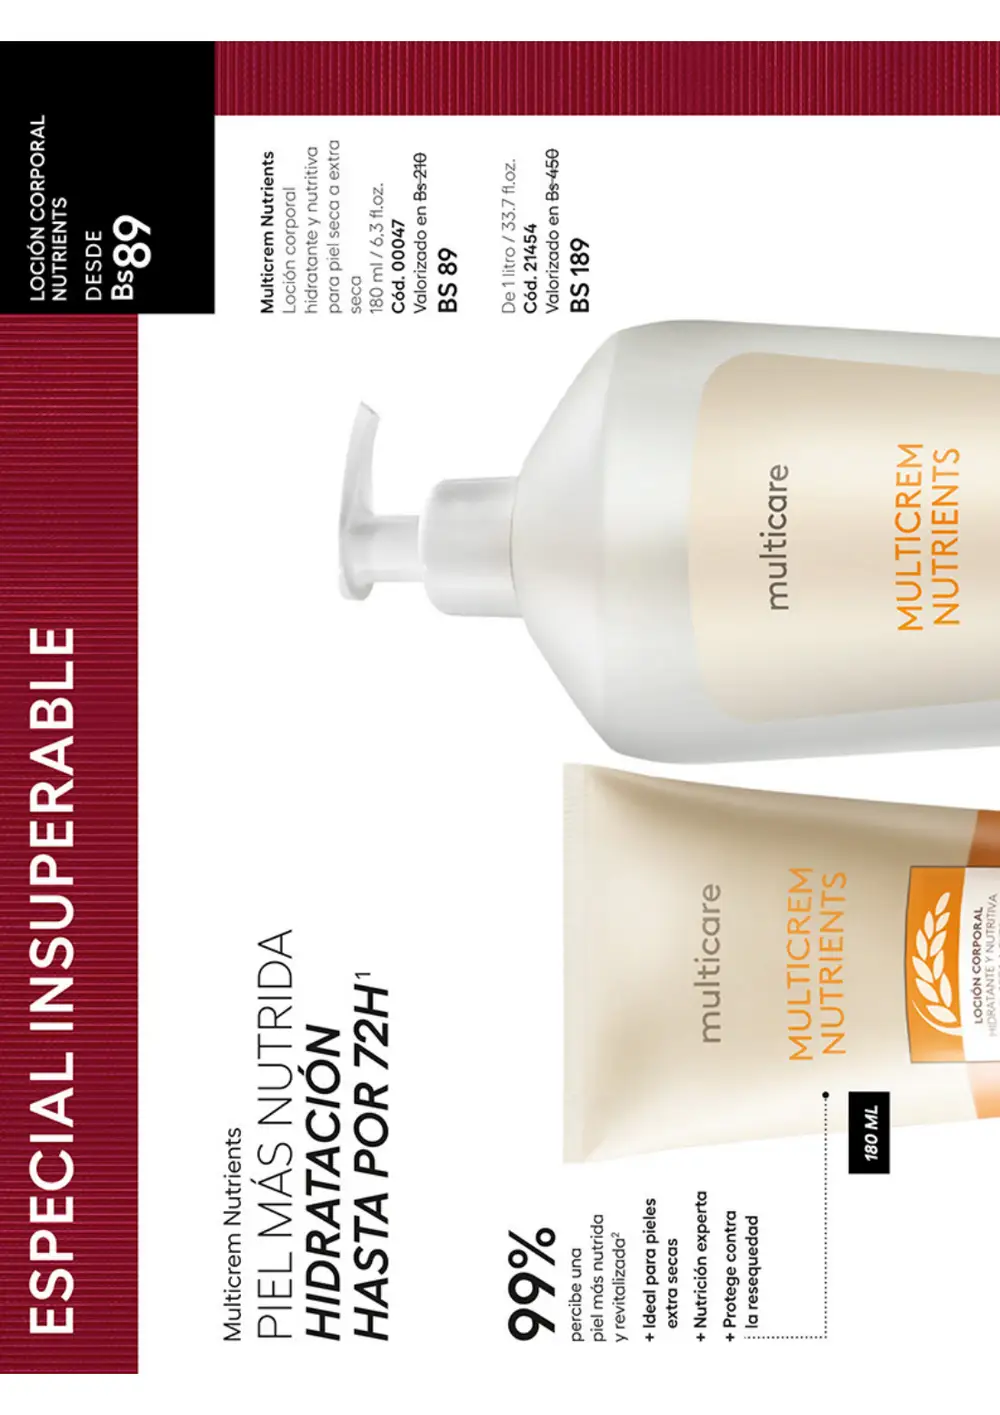 ESPECIAL INSUPERABLE
LOCIÓN CORPORAL
NUTRIENTS
DESDE
Bs89
Multicrem Nutrients
PIEL MÁS NUTRIDA
HIDRATACIÓN
HASTA POR 72H¹
Multicrem Nutrients
Loción corporal
hidratante y nutritiva
para piel seca a extra
seca
180 ml / 6,3 fl.oz.
Cód. 00047
Valorizado en Bs 210
BS 89
De 1 litro / 33.7 fl.oz.
Cód. 21454
Valorizado en Bs 450
BS 189
99%
percibe una
piel más nutrida
y revitalizada²
+ Ideal para pieles
extra secas
+ Nutrición experta
+ Protege contra
la resequedad
180 ML
multicare
MULTICREM
NUTRIENTS
LOCIÓN CORPORAL
HIDRATANTE Y NUTRITIVA
multicare
MULTICREM
NUTRIENTS